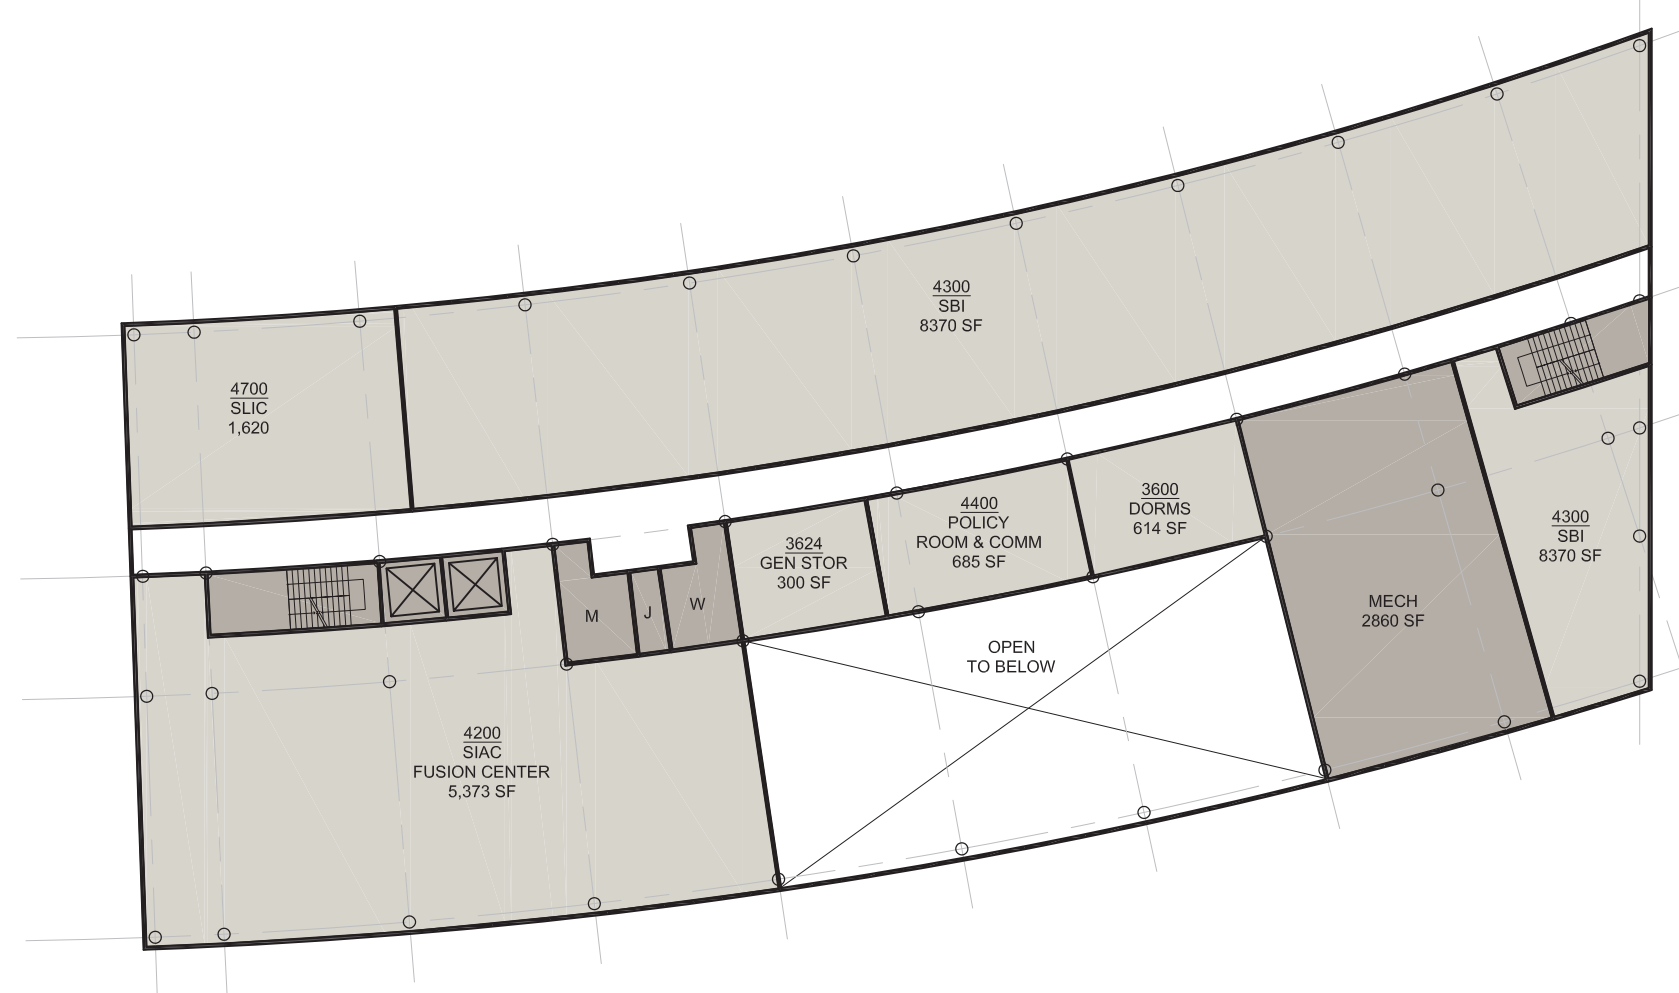 4300
SBI
8370 SF
4700
SLIC
1,620
4400
POLICY
ROOM & COMM
685 SF
3600
DORMS
614 SF
3624
GEN STOR
300 SF
4300
SBI
8370 SF
M
J
W
MECH
2860 SF
OPEN
TO BELOW
4200
SIAC
FUSION CENTER
5,373 SF